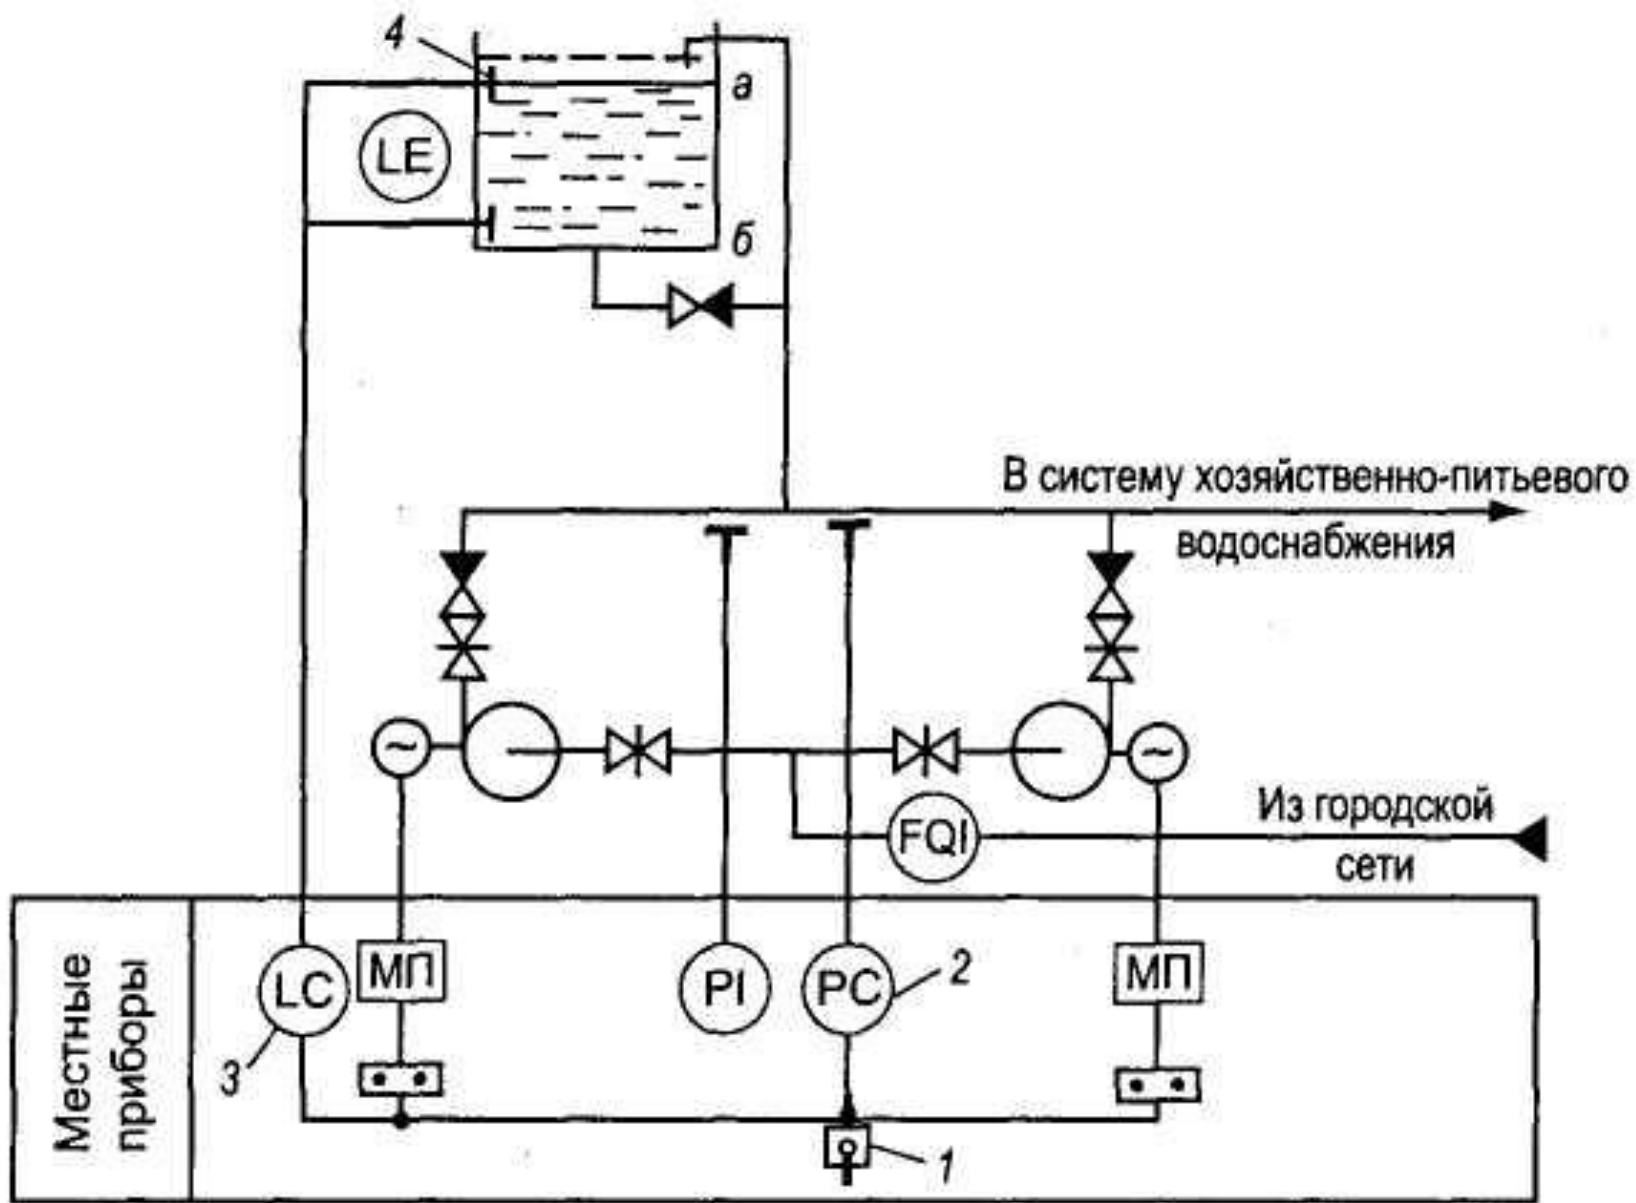 4
а
LE
б
В систему хозяйственно-питьевого
водоснабжения
~
~
Из городской
FQI
сети
Местные
приборы
LC
МП
PI
PC
2
МП
3
1